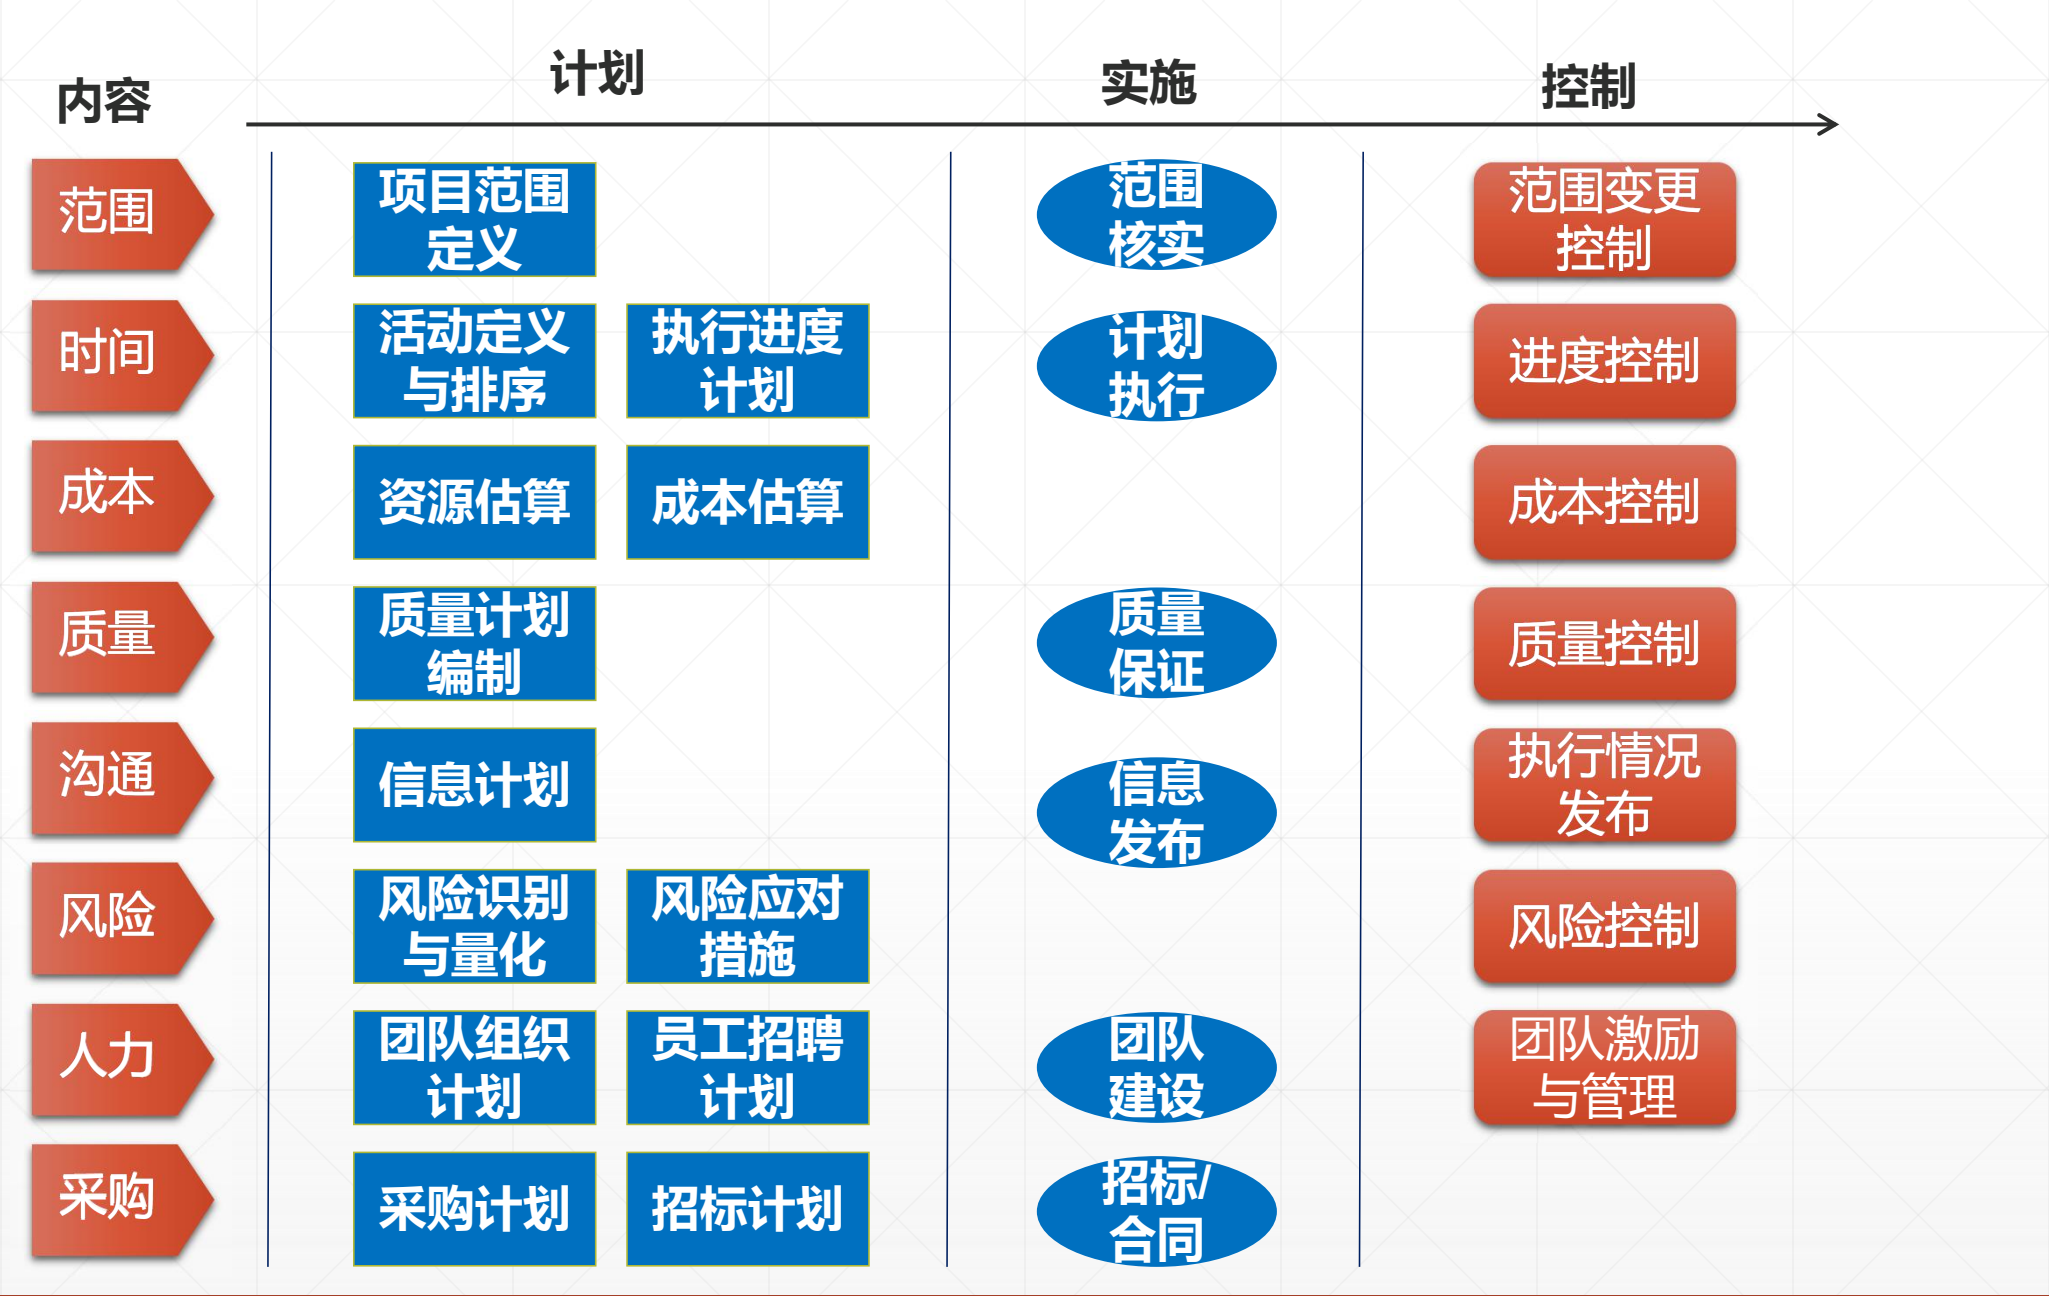 内容
计划
实施
控制
范围
项目范围
定义
范围
核实
范围变更
控制
时间
活动定义
与排序
执行进度
计划
计划
执行
进度控制
成本
资源估算
成本估算
成本控制
质量
质量计划
编制
质量
保证
质量控制
沟通
信息计划
信息
发布
执行情况
发布
风险
风险识别
与量化
风险应对
措施
风险控制
人力
团队组织
计划
员工招聘
计划
团队
建设
团队激励
与管理
采购
采购计划
招标计划
招标/
合同